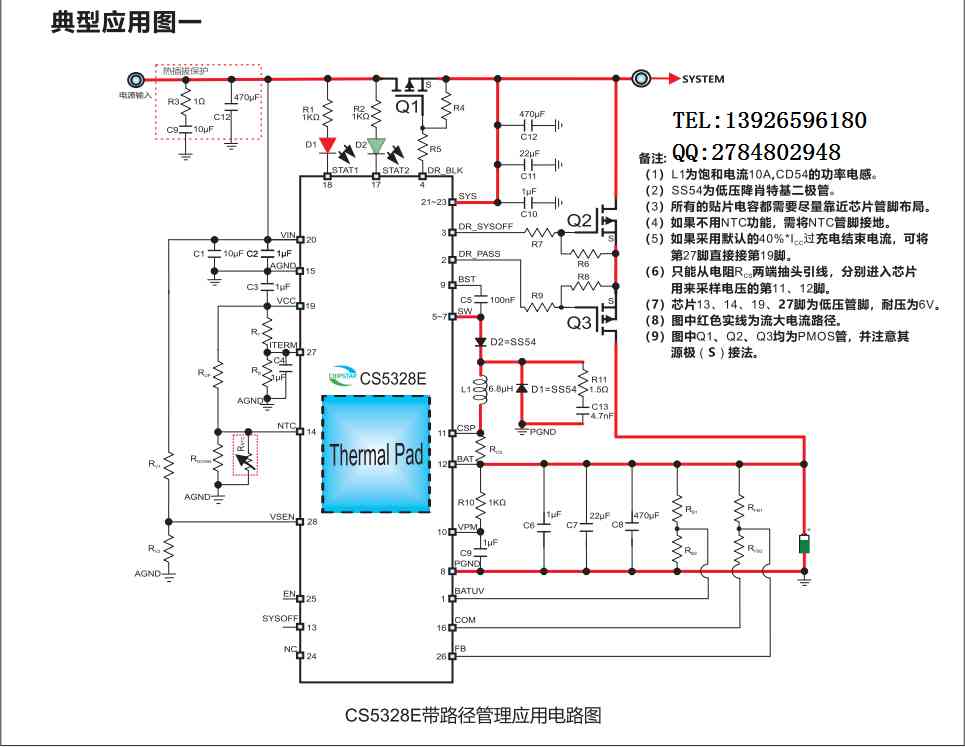 典型应用图一
热插拔保护
电源输入
R3 1Ω
C9 10μF
470μF
C12
R1
1KΩ
R2
1KΩ
D1
D2
Q1
S
R4
R5
STAT1
STAT2
DR_BLK
18
17
4
470μF
C12
22μF
C11
1μF
C10
SYSTEM
TEL:13926596180
QQ:2784802948
备注:
(1) L1为饱和电流10A,CD54的功率电感。
(2) SS54为低压降肖特基二极管。
(3) 所有的贴片电容都需要尽量靠近芯片管脚布局。
(4) 如果不用NTC功能，需将NTC管脚接地。
(5) 如果采用默认的40%*ICC过充电结束电流，可将
第27脚直接接第19脚。
(6) 只能从电阻RCS两端抽头引线，分别进入芯片
用来采样电压的第11、12脚。
(7) 芯片13、14、19、27脚为低压管脚，耐压为6V。
(8) 图中红色实线为流大电流路径。
(9) 图中Q1、Q2、Q3均为PMOS管，并注意其
源极（S）接法。
SYS
21~23
DR_SYSOFF
3
DR_PASS
2
BST
9
SW
5~7
R7
Q2
S
R6
R8
R9
S
Q3
C5 100nF
D2=SS54
L1
6.8μH
D1=SS54
R11
1.5Ω
C13
4.7nF
PGND
VIN
20
C1 10μF
C2 1μF
AGND
15
C3 1μF
VCC
19
ITERM
27
C4
1μF
AGND
NTC
14
AGND
VSEN
28
AGND
EN
25
SYSOFF
13
NC
24
CHIPSTAR
CS5328E
Thermal Pad
CSP
11
RCS
BAT
12
R10 1KΩ
VPM
10
1μF
C9
PGND
8
1μF
C6
22μF
C7
470μF
C8
BATUV
1
COM
16
FB
26
CS5328E带路径管理应用电路图